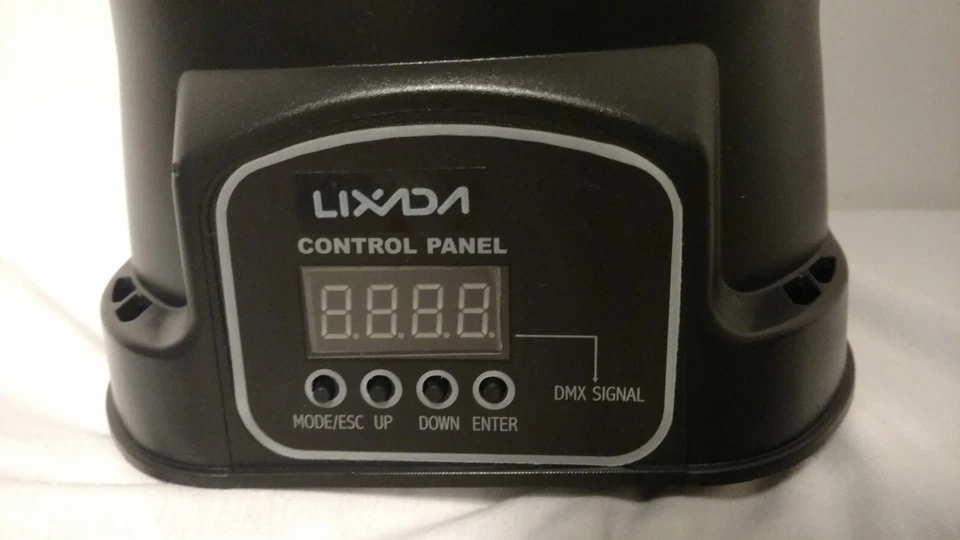 LIXADA
CONTROL PANEL
8.8.8.8.
DMX SIGNAL
MODE/ESC UP DOWN ENTER